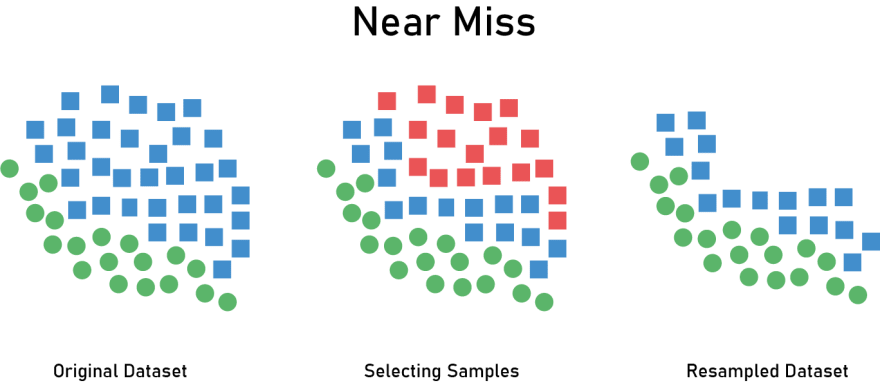 Near Miss
Original Dataset
Selecting Samples
Resampled Dataset